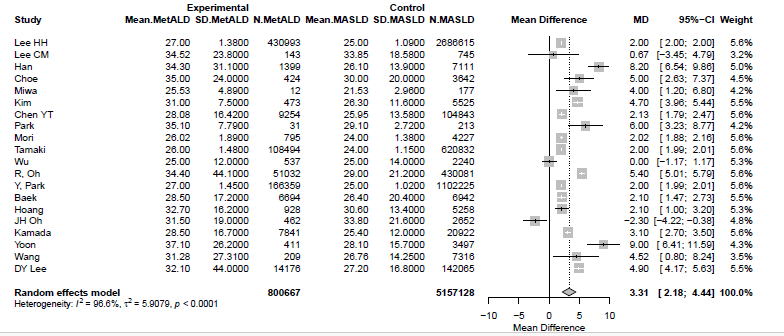 Experimental Control
Study Mean.MetALD SD.MetALD N.MetALD Mean.MASLD SD.MASLD N.MASLD Mean Difference MD 95%-CI Weight
Lee HH 27.00 1.3800 430993 25.00 1.0900 2686615 2.00 [ 2.00; 2.00] 5.6%
Lee CM 34.52 23.8000 143 33.85 18.5800 745 0.67 [-3.45; 4.79] 3.2%
Han 34.30 31.1000 1399 26.10 13.9000 7111 8.20 [ 6.54; 9.86] 5.0%
Choe 35.00 24.0000 424 30.00 20.0000 3642 5.00 [ 2.63; 7.37] 4.5%
Miwa 25.53 4.8900 12 21.53 2.9600 177 4.00 [ 1.20; 6.80] 4.1%
Kim 31.00 7.5000 473 26.30 11.6000 5525 4.70 [ 3.96; 5.44] 5.5%
Chen YT 28.08 16.4200 9254 25.95 13.5800 104843 2.13 [ 1.79; 2.47] 5.6%
Park 35.10 7.7900 31 29.10 2.7200 213 6.00 [ 3.23; 8.77] 4.2%
Mori 26.02 1.8900 795 24.00 1.3800 4227 2.02 [ 1.88; 2.16] 5.6%
Tamaki 26.00 1.4800 108494 24.00 1.1500 620832 2.00 [ 1.99; 2.01] 5.6%
Wu 25.00 12.0000 537 25.00 14.0000 2240 0.00 [-1.17; 1.17] 5.3%
R, Oh 34.40 44.1000 51032 29.00 21.2000 430081 5.40 [ 5.01; 5.79] 5.6%
Y, Park 27.00 1.4500 166359 25.00 1.0200 1102225 2.00 [ 1.99; 2.01] 5.6%
Baek 28.50 17.2000 6694 26.40 20.4000 6942 2.10 [ 1.47; 2.73] 5.5%
Hoang 32.70 16.2000 928 30.60 13.4000 5258 2.10 [ 1.00; 3.20] 5.3%
JH Oh 31.50 19.0000 462 33.80 21.6000 2652 -2.30 [-4.22; -0.38] 4.8%
Kamada 28.50 16.7000 7841 25.40 12.0000 20922 3.10 [ 2.70; 3.50] 5.6%
Yoon 37.10 26.2000 411 28.10 15.7000 3497 9.00 [ 6.41; 11.59] 4.3%
Wang 31.28 27.3100 209 26.76 14.2500 7316 4.52 [ 0.80; 8.24] 3.4%
DY Lee 32.10 44.0000 14176 27.20 16.8000 142065 4.90 [ 4.17; 5.63] 5.5%
Random effects model 800667 5157128 3.31 [ 2.18; 4.44] 100.0%
Heterogeneity: I² = 96.6%, τ² = 5.9079, p < 0.0001
-10 -5 0 5 10
Mean Difference